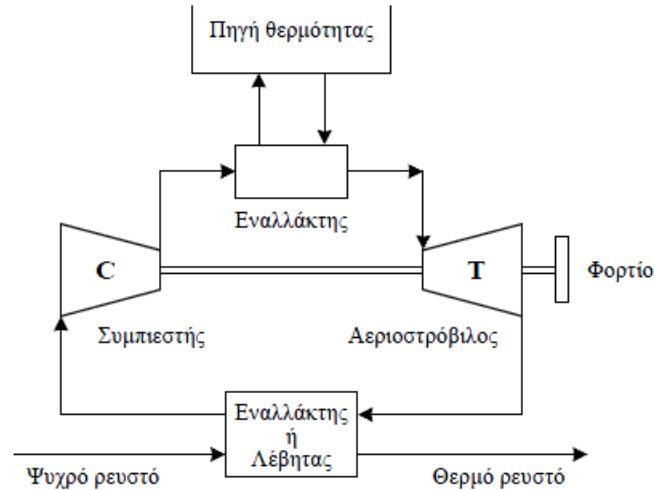 Πηγή θερμότητας
Εναλλάκτης
C
T
Φορτίο
Συμπιεστής
Αεριοστρόβιλος
Εναλλάκτης
ή
Λέβητας
Ψυχρό ρευστό
Θερμό ρευστό